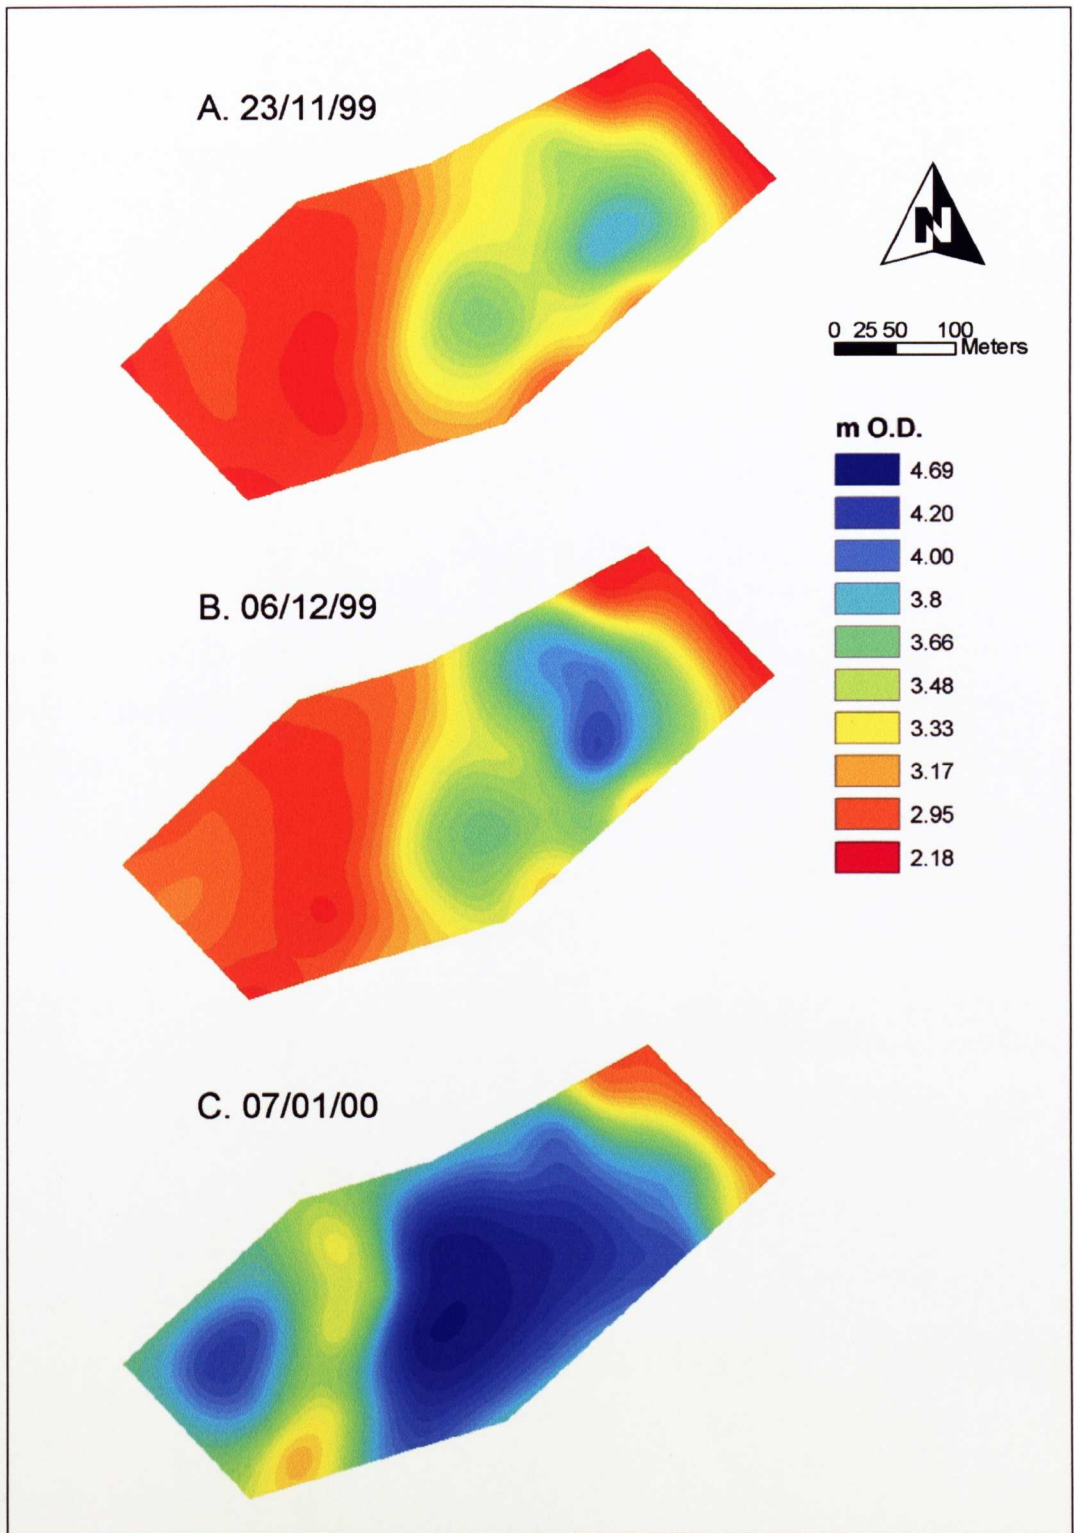 A. 23/11/99
N
0 25 50 100
Meters
m O.D.
4.69
4.20
4.00
3.8
3.66
3.48
3.33
3.17
2.95
2.18
B. 06/12/99
C. 07/01/00